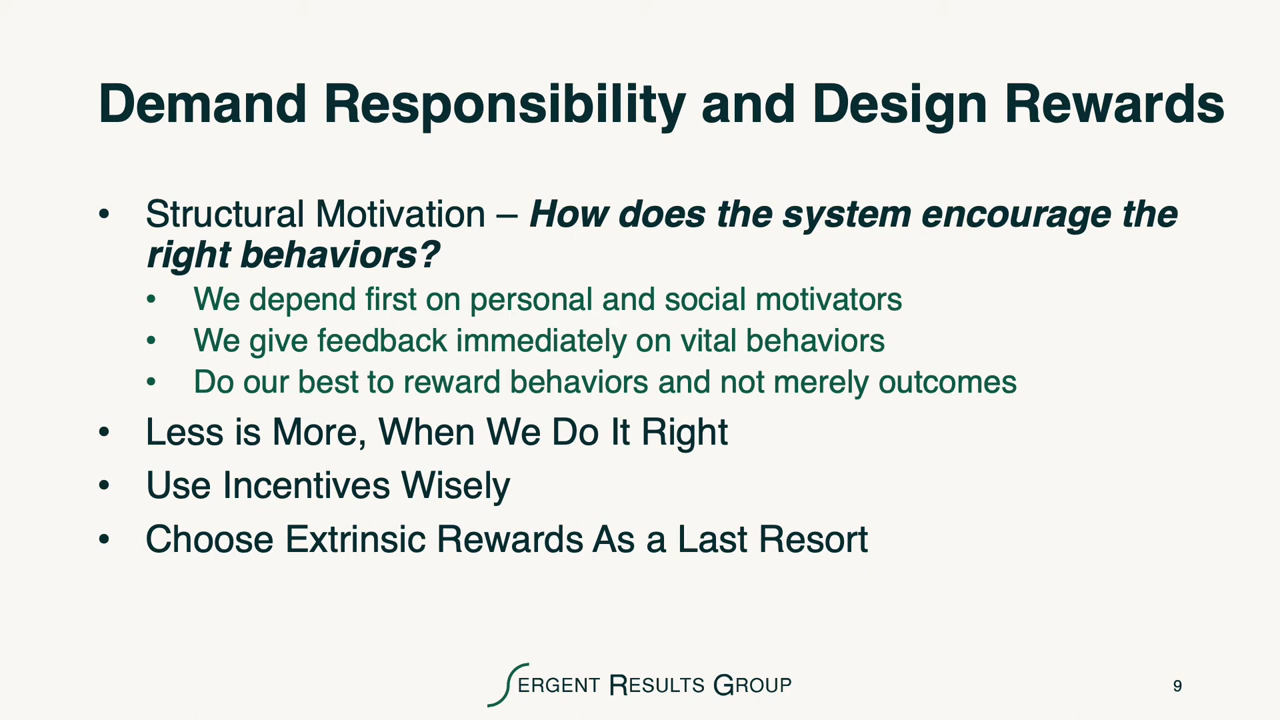 Demand Responsibility and Design Rewards
• Structural Motivation – How does the system encourage the
right behaviors?
• We depend first on personal and social motivators
• We give feedback immediately on vital behaviors
• Do our best to reward behaviors and not merely outcomes
• Less is More, When We Do It Right
• Use Incentives Wisely
• Choose Extrinsic Rewards As a Last Resort
SERGENT RESULTS GROUP
9